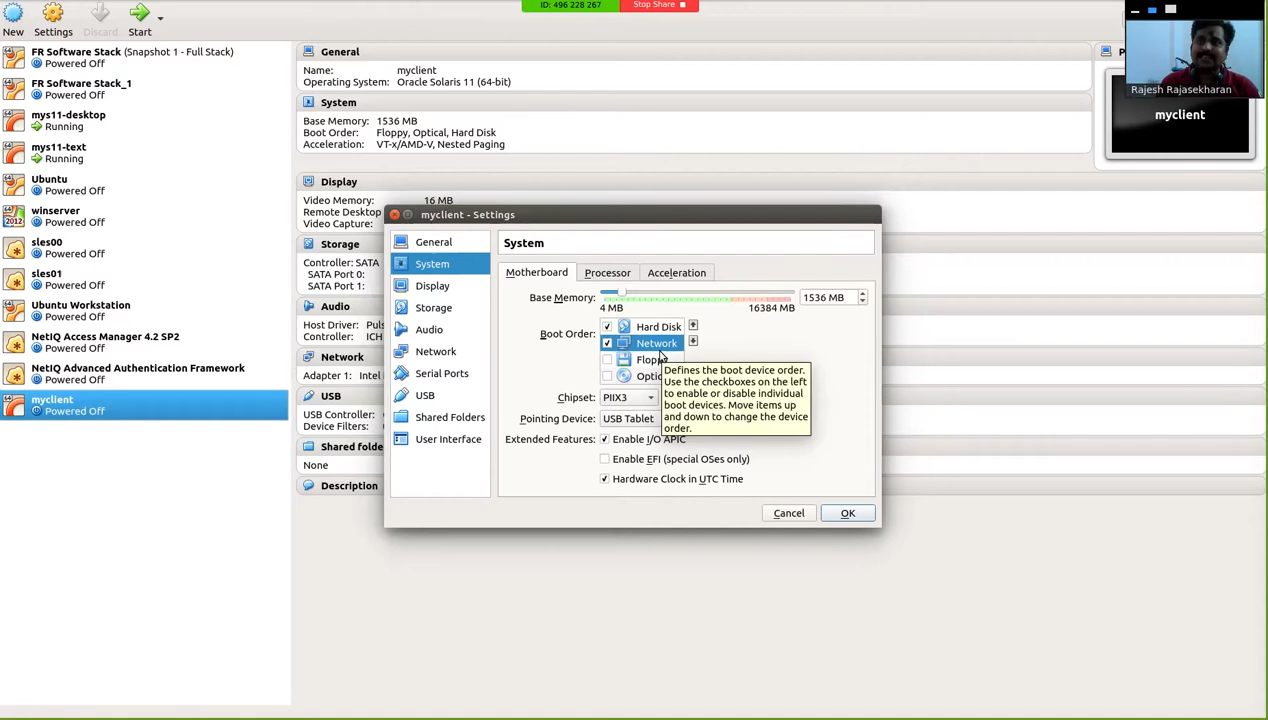 ID: 496 228 267
Stop Share
New
Settings
Discard
Start
Rajesh Rajasekharan
FR Software Stack (Snapshot 1 - Full Stack)
Powered Off
FR Software Stack_1
Powered Off
mys11-desktop
Running
mys11-text
Running
Ubuntu
Powered Off
winserver
Powered Off
sles00
Powered Off
sles01
Powered Off
Ubuntu Workstation
Powered Off
NetIQ Access Manager 4.2 SP2
Powered Off
NetIQ Advanced Authentication Framework
Powered Off
myclient
Powered Off
General
Name: myclient
Operating System: Oracle Solaris 11 (64-bit)
System
Base Memory: 1536 MB
Boot Order: Floppy, Optical, Hard Disk
Acceleration: VT-x/AMD-V, Nested Paging
Display
Video Memory: 16 MB
Remote Desktop
Video Capture:
Storage
Controller: SATA
SATA Port 0:
SATA Port 1:
Audio
Host Driver: Puls
Controller: ICH
Network
Adapter 1: Intel
USB
USB Controller:
Device Filters:
Shared folde
None
Description
P
myclient
myclient - Settings
General
System
Display
Storage
Audio
Network
Serial Ports
USB
Shared Folders
User Interface
System
Motherboard Processor Acceleration
Base Memory: 1536 MB
4 MB 16384 MB
Boot Order: Hard Disk
Network
Floppy
Optic
Defines the boot device order.
Use the checkboxes on the left
to enable or disable individual
boot devices. Move items up
and down to change the device
order.
Chipset: PIIX3
Pointing Device: USB Tablet
Extended Features: Enable I/O APIC
Enable EFI (special OSes only)
Hardware Clock in UTC Time
Cancel OK